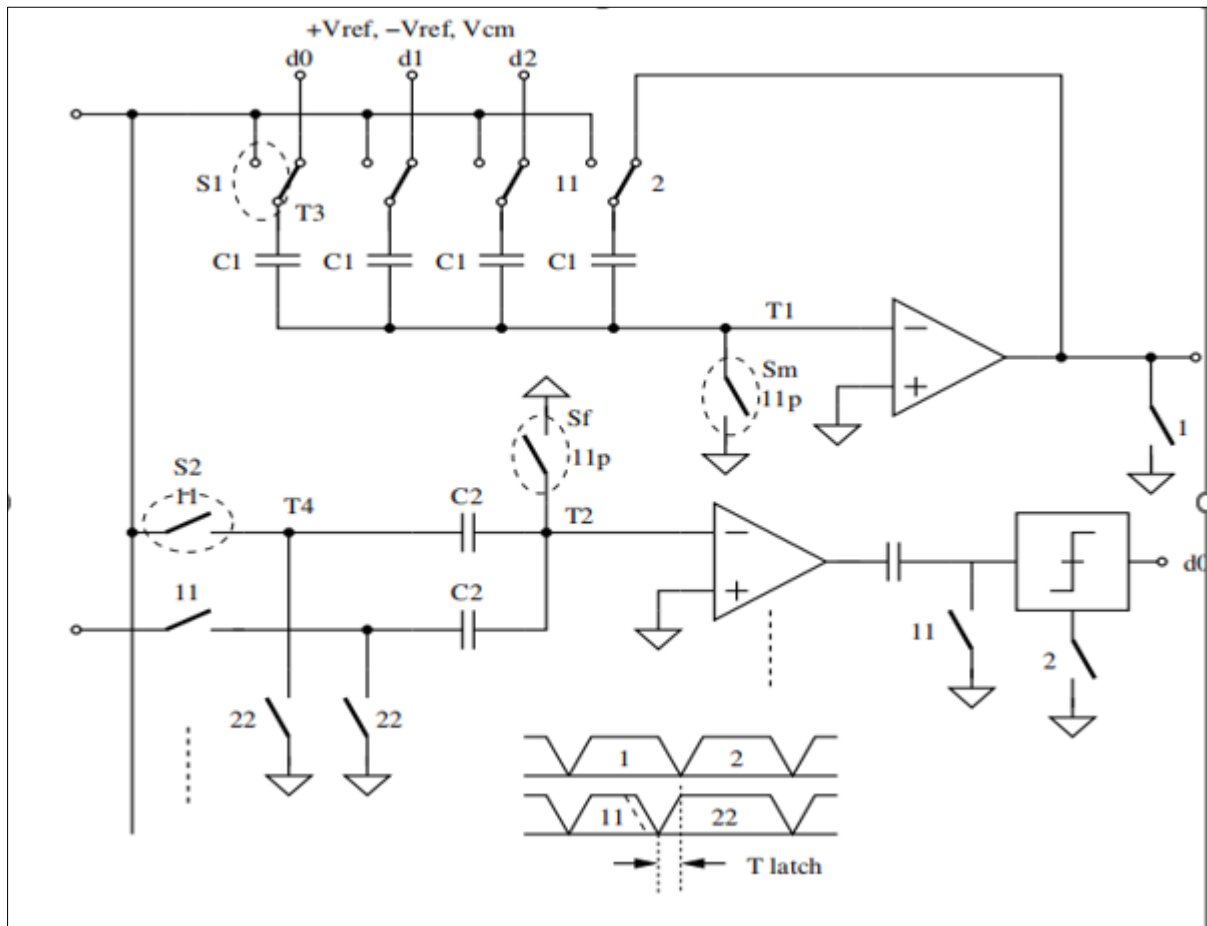 +Vref, −Vref, Vcm
d0 d1 d2
S1 11 2
T3
C1 C1 C1 C1
T1
− Sm
11p
+
Sf
11p
1
S2
11 T4 C2 T2
−
+
d0
11 C2
11
2
22 22
1 2
11 22
T latch